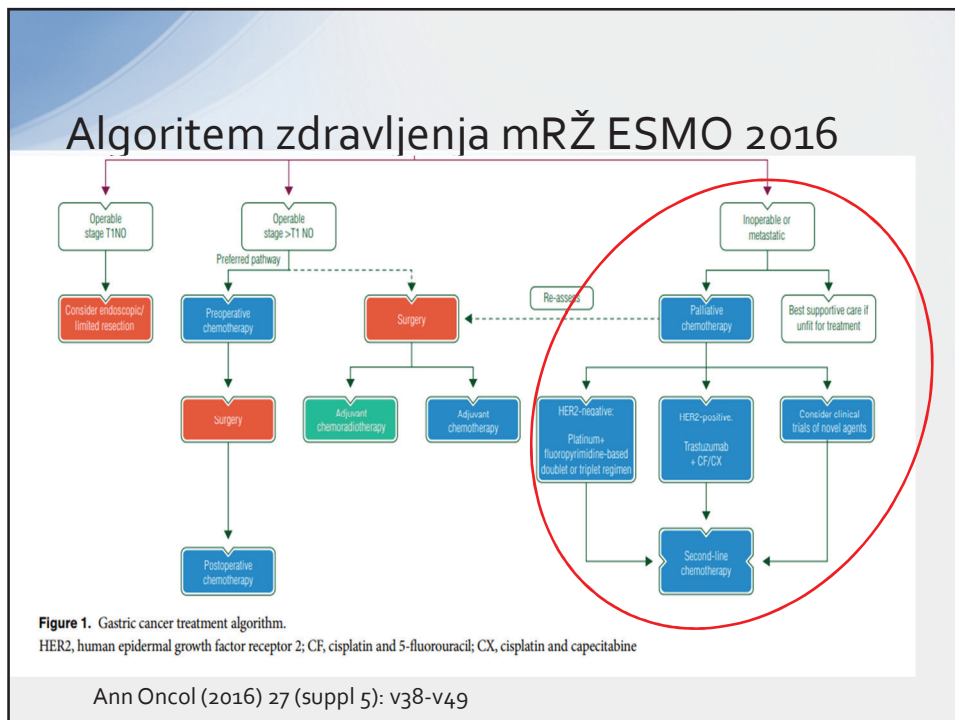 Algoritem zdravljenja mRŽ ESMO 2016
Operable
stage T1NO
Operable
stage >T1 NO
Inoperable or
metastatic
Preferred pathway
Consider endoscopic/
limited resection
Preoperative
chemotherapy
Surgery
Re-assess
Palliative
chemotherapy
Best supportive care if
unfit for treatment
Surgery
Adjuvant
chemoradiotherapy
Adjuvant
chemotherapy
HER2-negative:
Platinum+
fluoropyrimidine-based
doublet or triplet regimen
HER2-positive.
Trastuzumab
+ CF/CX
Consider clinical
trials of novel agents
Postoperative
chemotherapy
Second-line
chemotherapy
Figure 1. Gastric cancer treatment algorithm.
HER2, human epidermal growth factor receptor 2; CF, cisplatin and 5-fluorouracil; CX, cisplatin and capecitabine
Ann Oncol (2016) 27 (suppl 5): v38-v49